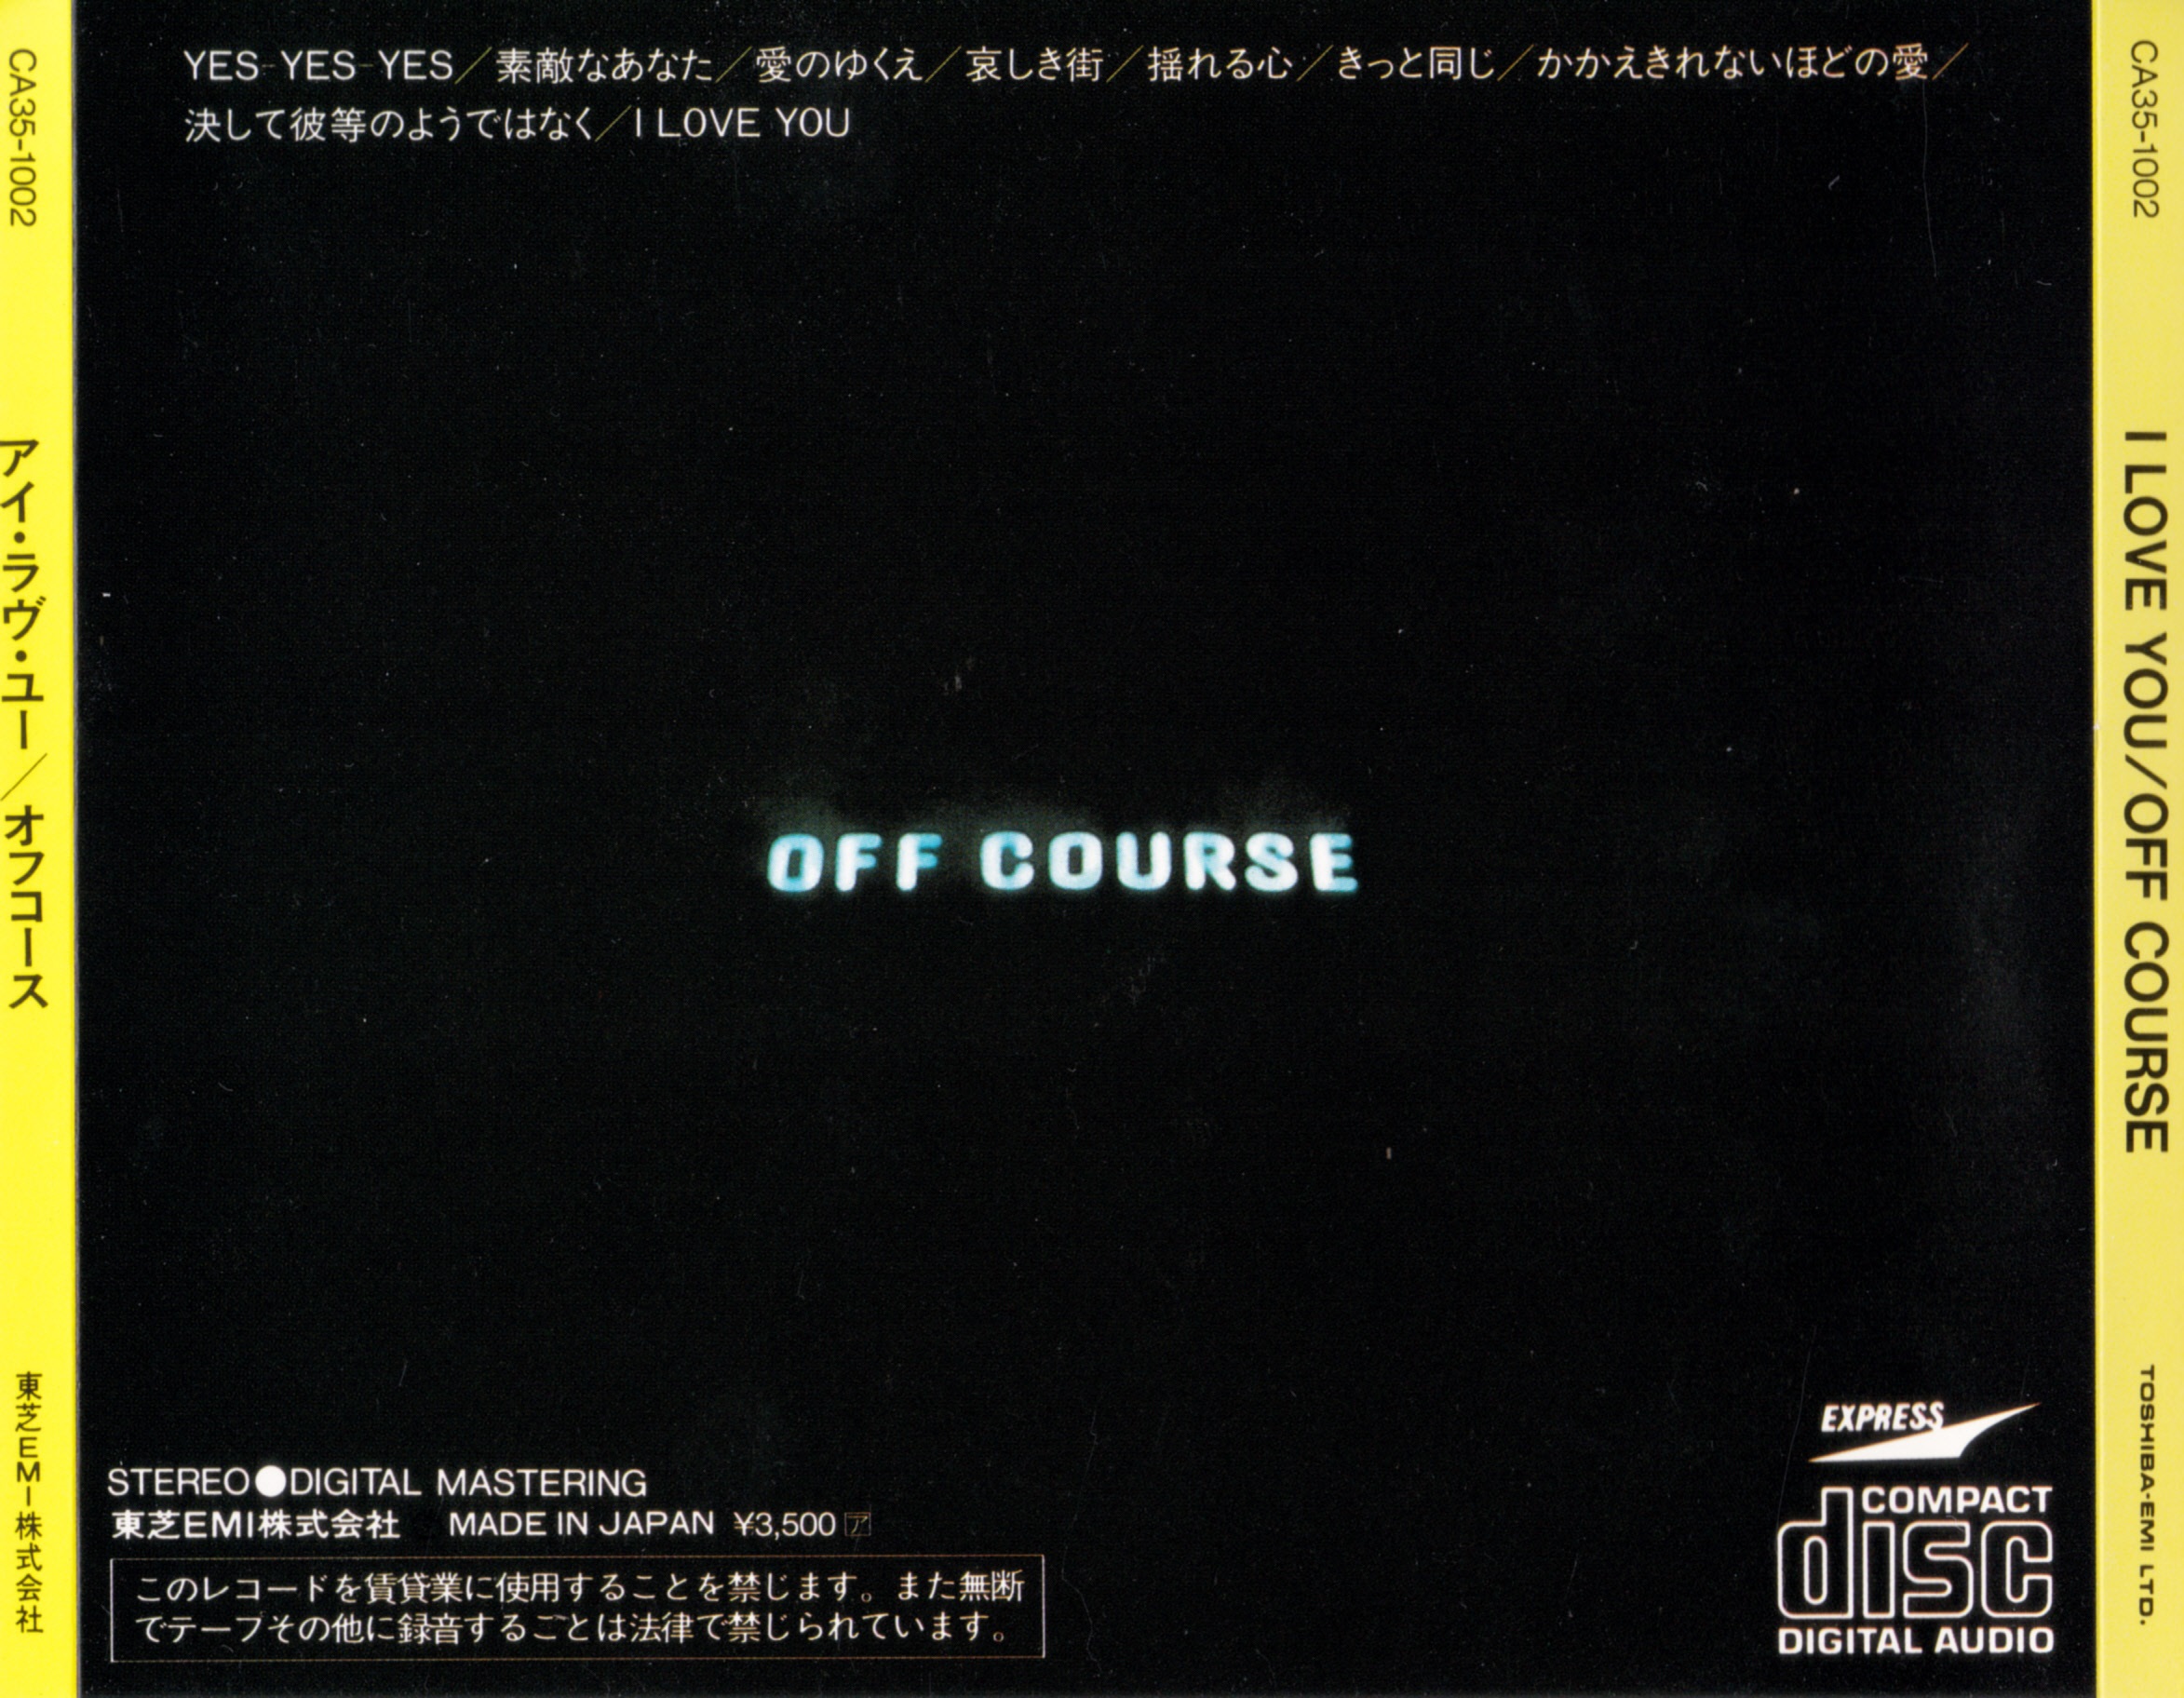 YES-YES-YES／素敵なあなた／愛のゆくえ／哀しき街／揺れる心／きっと同じ／かかえきれないほどの愛／
決して彼等のようではなく／I LOVE YOU
OFF COURSE
STEREO●DIGITAL MASTERING
東芝EMI株式会社 MADE IN JAPAN ¥3,500 ア
このレコードを賃貸業に使用することを禁じます。また無断
でテープその他に録音することは法律で禁じられています。
EXPRESS
COMPACT
disc
DIGITAL AUDIO
CA35-1002
アイ・ラヴ・ユー／オフコース
東芝EMI株式会社
CA35-1002
I LOVE YOU/OFF COURSE
TOSHIBA-EMI LTD.